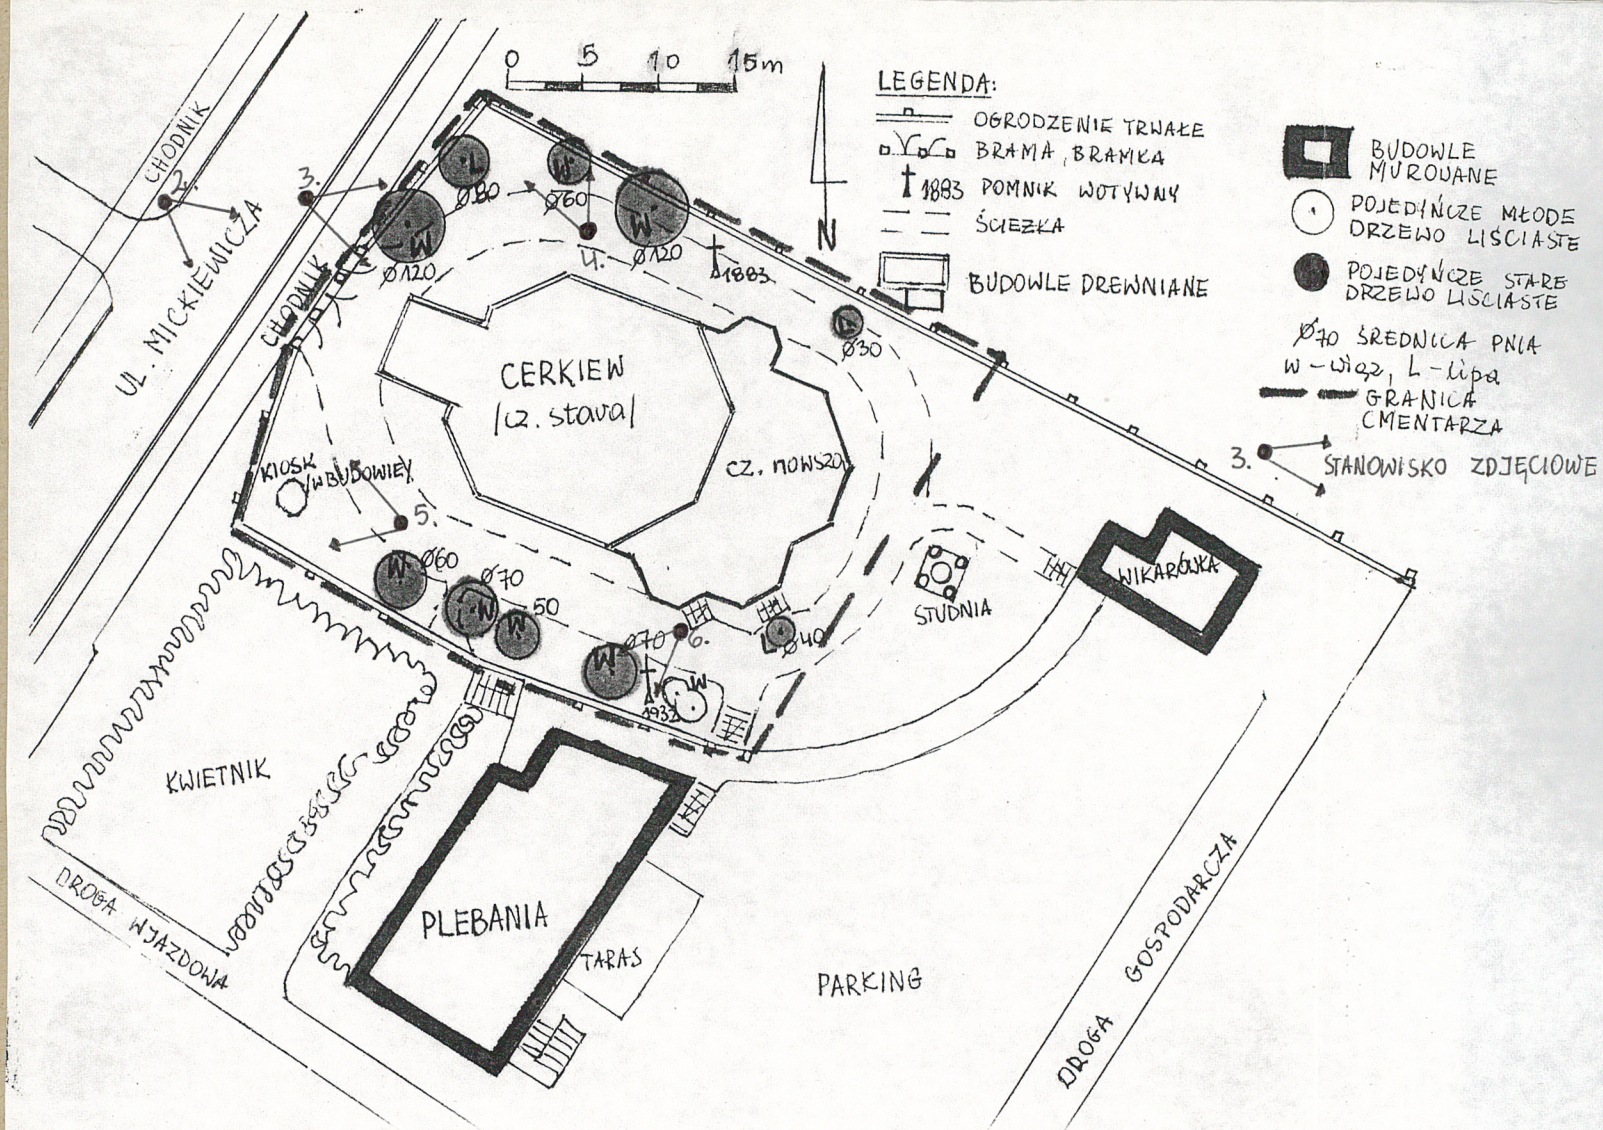 0 5 10 15m
LEGENDA:
OGRODZENIE TRWAŁE
BRAMA, BRAMKA
1883 POMNIK WOTYWNY
ŚCIEŻKA
BUDOWLE DREWNIANE
N
BUDOWLE
MUROWANE
POJEDYŃCZE MŁODE
DRZEWO LIŚCIASTE
POJEDYŃCZE STARE
DRZEWO LIŚCIASTE
Ø70 ŚREDNICA PNIA
W – wiąz, L – lipa
GRANICA
CMENTARZA
3. STANOWISKO ZDJĘCIOWE
CHODNIK
2.
3.
UL. MICKIEWICZA
CHODNIK
L
Ø80
W
Ø60
W
Ø120
W
Ø120
4.
1883
L
Ø30
CERKIEW
/cz. stara/
CZ. NOWSZA
KIOSK
/W BUDOWIE/
5.
W
Ø60
W
Ø70
W
50
W
Ø70
6.
L
Ø40
W
1932
STUDNIA
WIKARÓWKA
KWIETNIK
PLEBANIA
TARAS
PARKING
DROGA WJAZDOWA
DROGA GOSPODARCZA